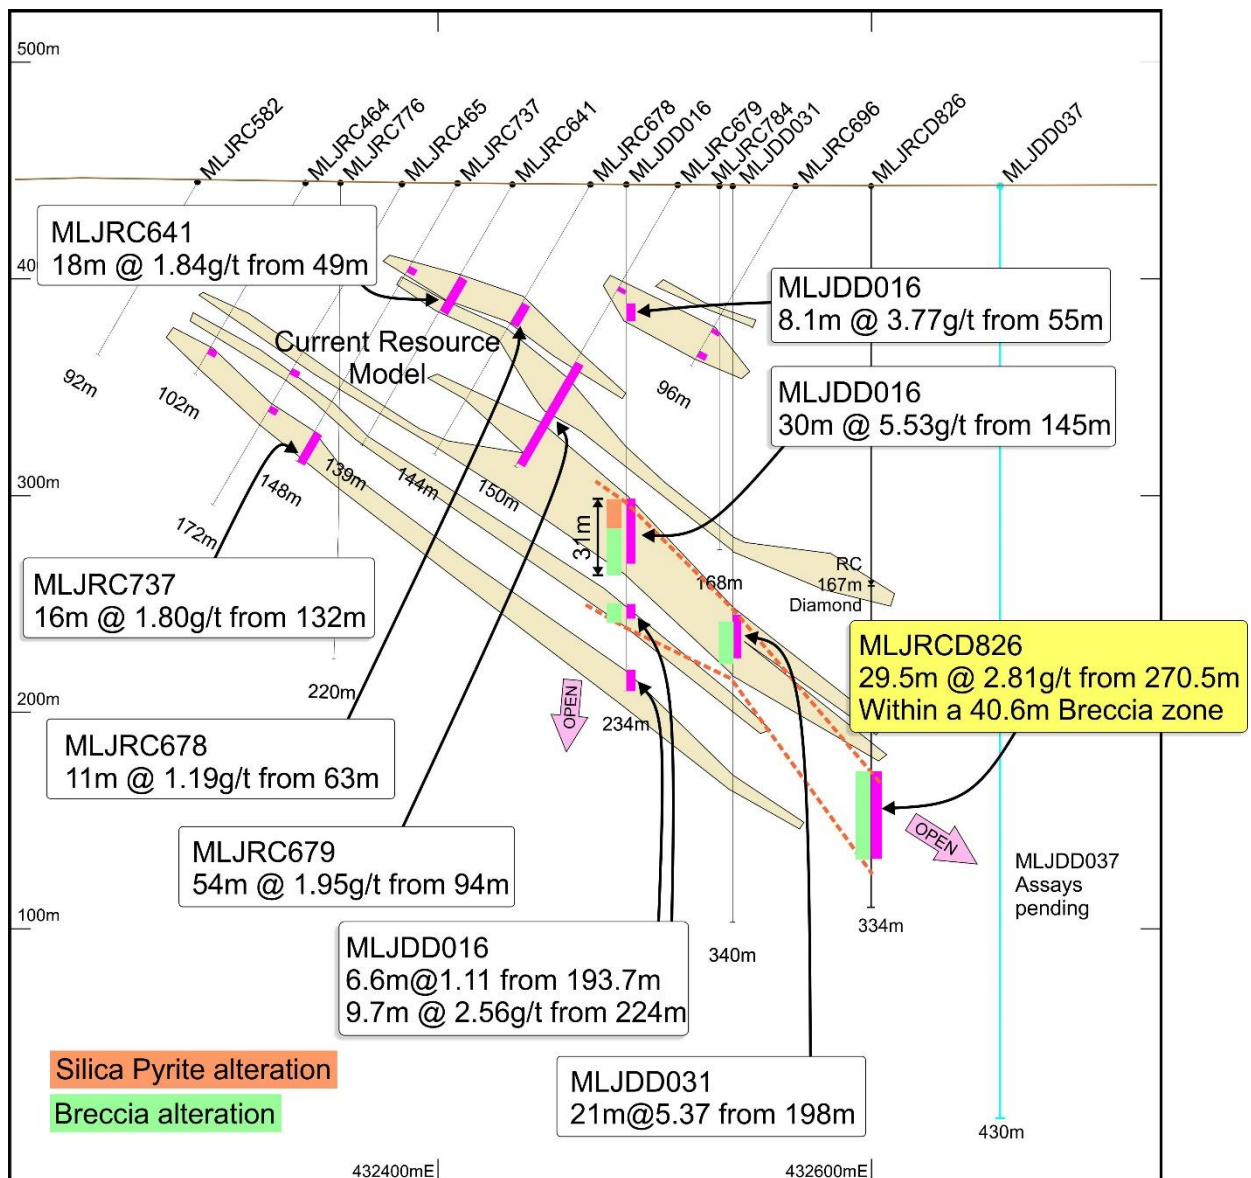 500m
MLJRC582
MLJRC464
MLJRC776
MLJRC465
MLJRC737
MLJRC641
MLJRC678
MLJDD016
MLJRC679
MLJRC784
MLJDD031
MLJRC696
MLJRCD826
MLJDD037
MLJRC641
18m @ 1.84g/t from 49m
MLJDD016
8.1m @ 3.77g/t from 55m
Current Resource
Model
92m
102m
96m
MLJDD016
30m @ 5.53g/t from 145m
300m
148m
139m
144m
150m
172m
31m
168m
RC
167m
Diamond
MLJRC737
16m @ 1.80g/t from 132m
MLJRCD826
29.5m @ 2.81g/t from 270.5m
Within a 40.6m Breccia zone
220m
200m
OPEN
234m
MLJRC678
11m @ 1.19g/t from 63m
OPEN
MLJRC679
54m @ 1.95g/t from 94m
MLJDD037
Assays
pending
100m
334m
340m
MLJDD016
6.6m@1.11 from 193.7m
9.7m @ 2.56g/t from 224m
Silica Pyrite alteration
Breccia alteration
MLJDD031
21m@5.37 from 198m
430m
432400mE
432600mE